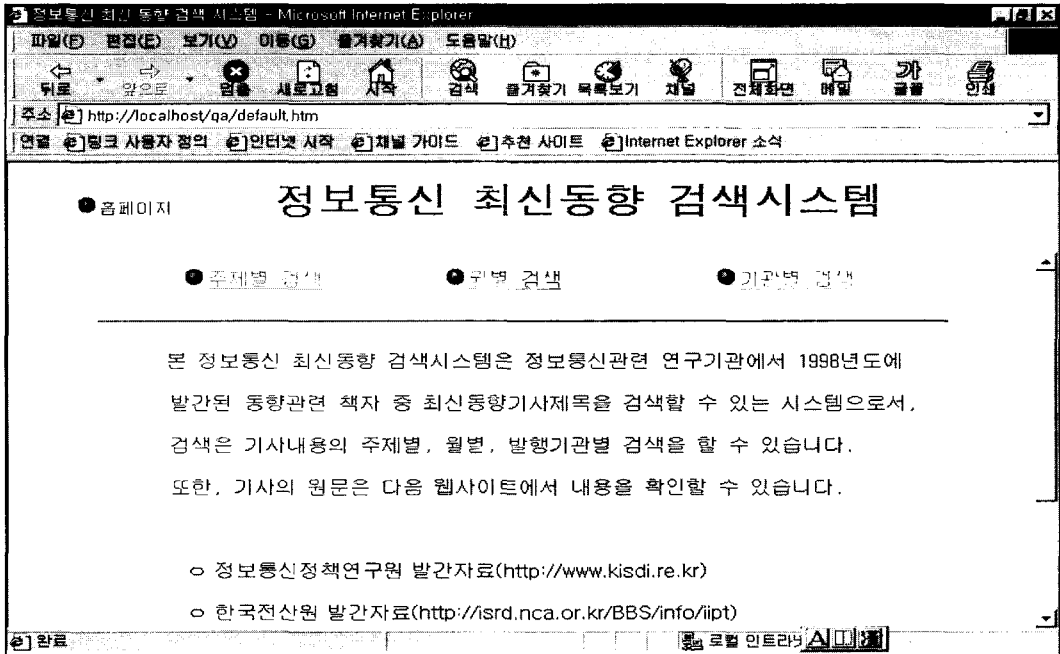 정보통신 최신 동향 검색 시스템 - Microsoft Internet Explorer
파일(F) 편집(E) 보기(V) 이동(G) 즐겨찾기(A) 도움말(H)
뒤로 앞으로 멈춤 새로고침 시작 검색 즐겨찾기 목록보기 채널 전체화면 메일 글꼴 인쇄
주소 http://localhost/qa/default.htm
연결 링크 사용자 정의 인터넷 시작 채널 가이드 추천 사이트 Internet Explorer 소식
홈페이지 정보통신 최신동향 검색시스템
주제별 검색 월별 검색 기관별 검색
본 정보통신 최신동향 검색시스템은 정보통신관련 연구기관에서 1998년도에
발간된 동향관련 책자 중 최신동향기사제목을 검색할 수 있는 시스템으로서,
검색은 기사내용의 주제별, 월별, 발행기관별 검색을 할 수 있습니다.
또한, 기사의 원문은 다음 웹사이트에서 내용을 확인할 수 있습니다.
ㅇ 정보통신정책연구원 발간자료(http://www.kisdi.re.kr)
ㅇ 한국전산원 발간자료(http://isrd.nca.or.kr/BBS/info/iipt)
완료 로컬 인트라넷 A